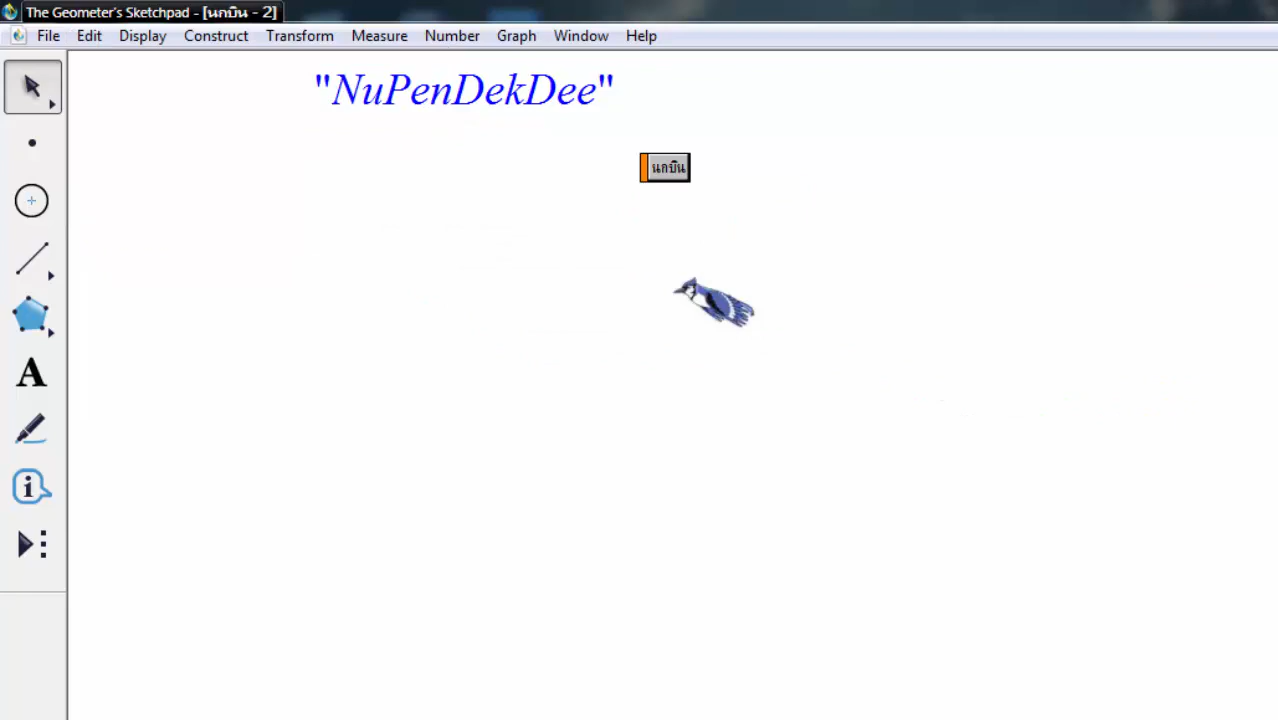 The Geometer's Sketchpad - [นกบิน - 2]
File Edit Display Construct Transform Measure Number Graph Window Help
"NuPenDekDee"
นกบิน
A
i